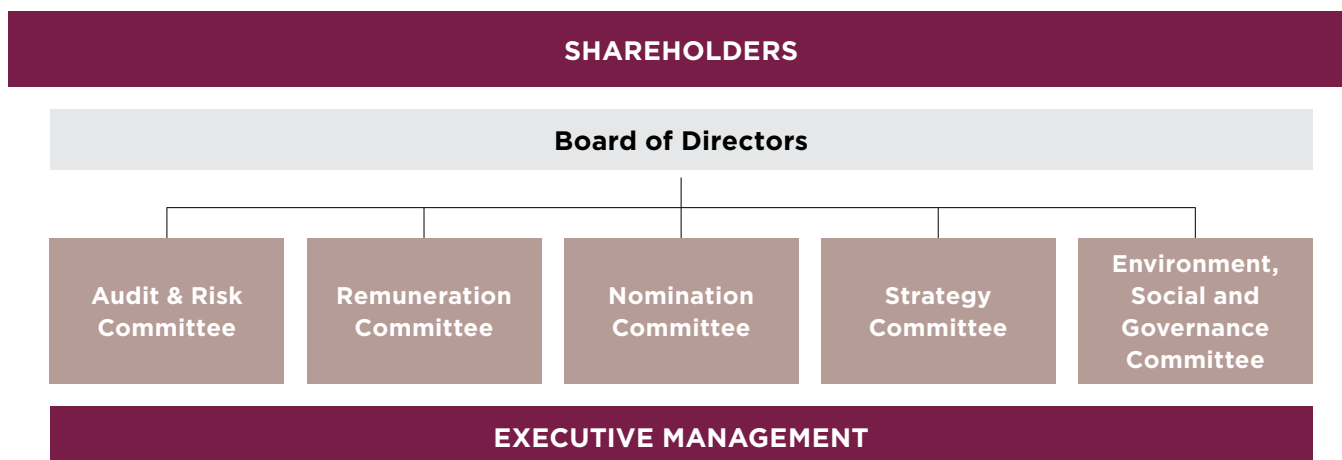 SHAREHOLDERS
Board of Directors
Audit & Risk
Committee
Remuneration
Committee
Nomination
Committee
Strategy
Committee
Environment,
Social and
Governance
Committee
EXECUTIVE MANAGEMENT